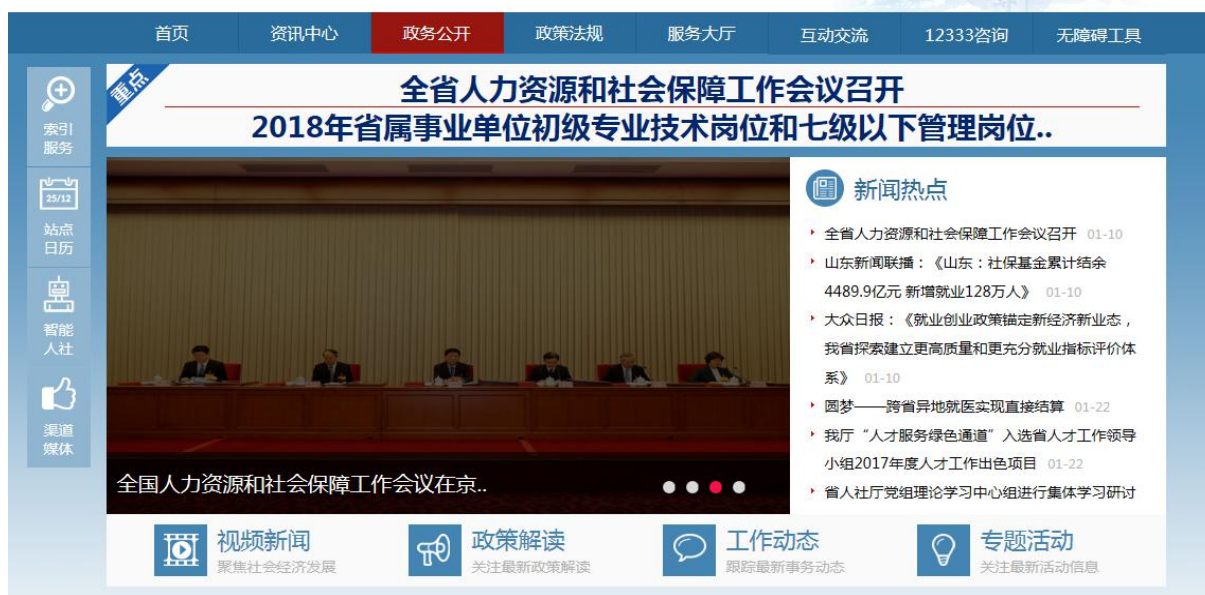 首页 资讯中心 政务公开 政策法规 服务大厅 互动交流 12333咨询 无障碍工具
索引
服务
25/12
站点
日历
智能
人社
渠道
媒体
重点
全省人力资源和社会保障工作会议召开
2018年省属事业单位初级专业技术岗位和七级以下管理岗位..
全国人力资源和社会保障工作会议在京..
新闻热点
全省人力资源和社会保障工作会议召开 01-10
山东新闻联播：《山东：社保基金累计结余
4489.9亿元 新增就业128万人》 01-10
大众日报：《就业创业政策锚定新经济新业态，
我省探索建立更高质量和更充分就业指标评价体
系》 01-10
圆梦——跨省异地就医实现直接结算 01-22
我厅“人才服务绿色通道”入选省人才工作领导
小组2017年度人才工作出色项目 01-22
省人社厅党组理论学习中心组进行集体学习研讨
视频新闻
聚焦社会经济发展
政策解读
关注最新政策解读
工作动态
跟踪最新事务动态
专题活动
关注最新活动信息